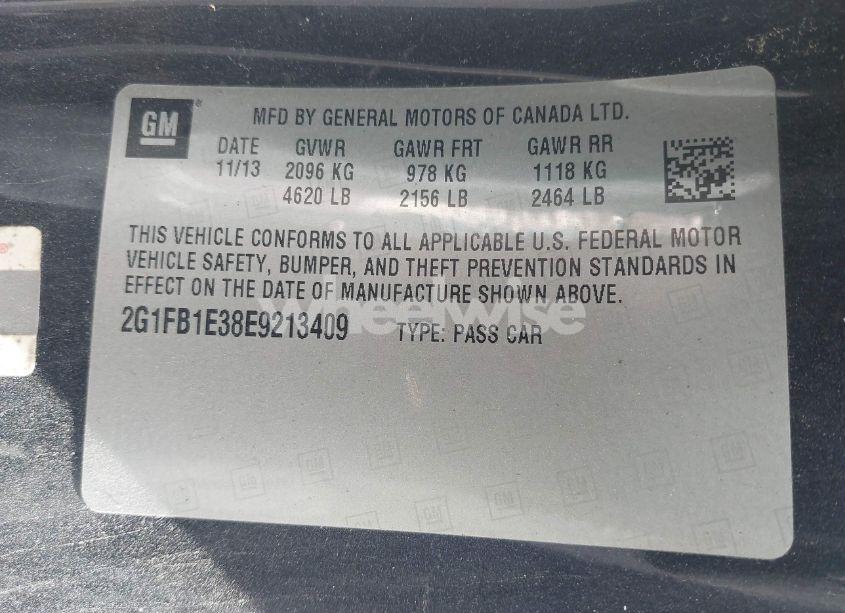 GM
MFD BY GENERAL MOTORS OF CANADA LTD.
DATE GVWR GAWR FRT GAWR RR
11/13 2096 KG 978 KG 1118 KG
4620 LB 2156 LB 2464 LB
THIS VEHICLE CONFORMS TO ALL APPLICABLE U.S. FEDERAL MOTOR
VEHICLE SAFETY, BUMPER, AND THEFT PREVENTION STANDARDS IN
EFFECT ON THE DATE OF MANUFACTURE SHOWN ABOVE.
Wheelwise
2G1FB1E38E9213409 TYPE: PASS CAR